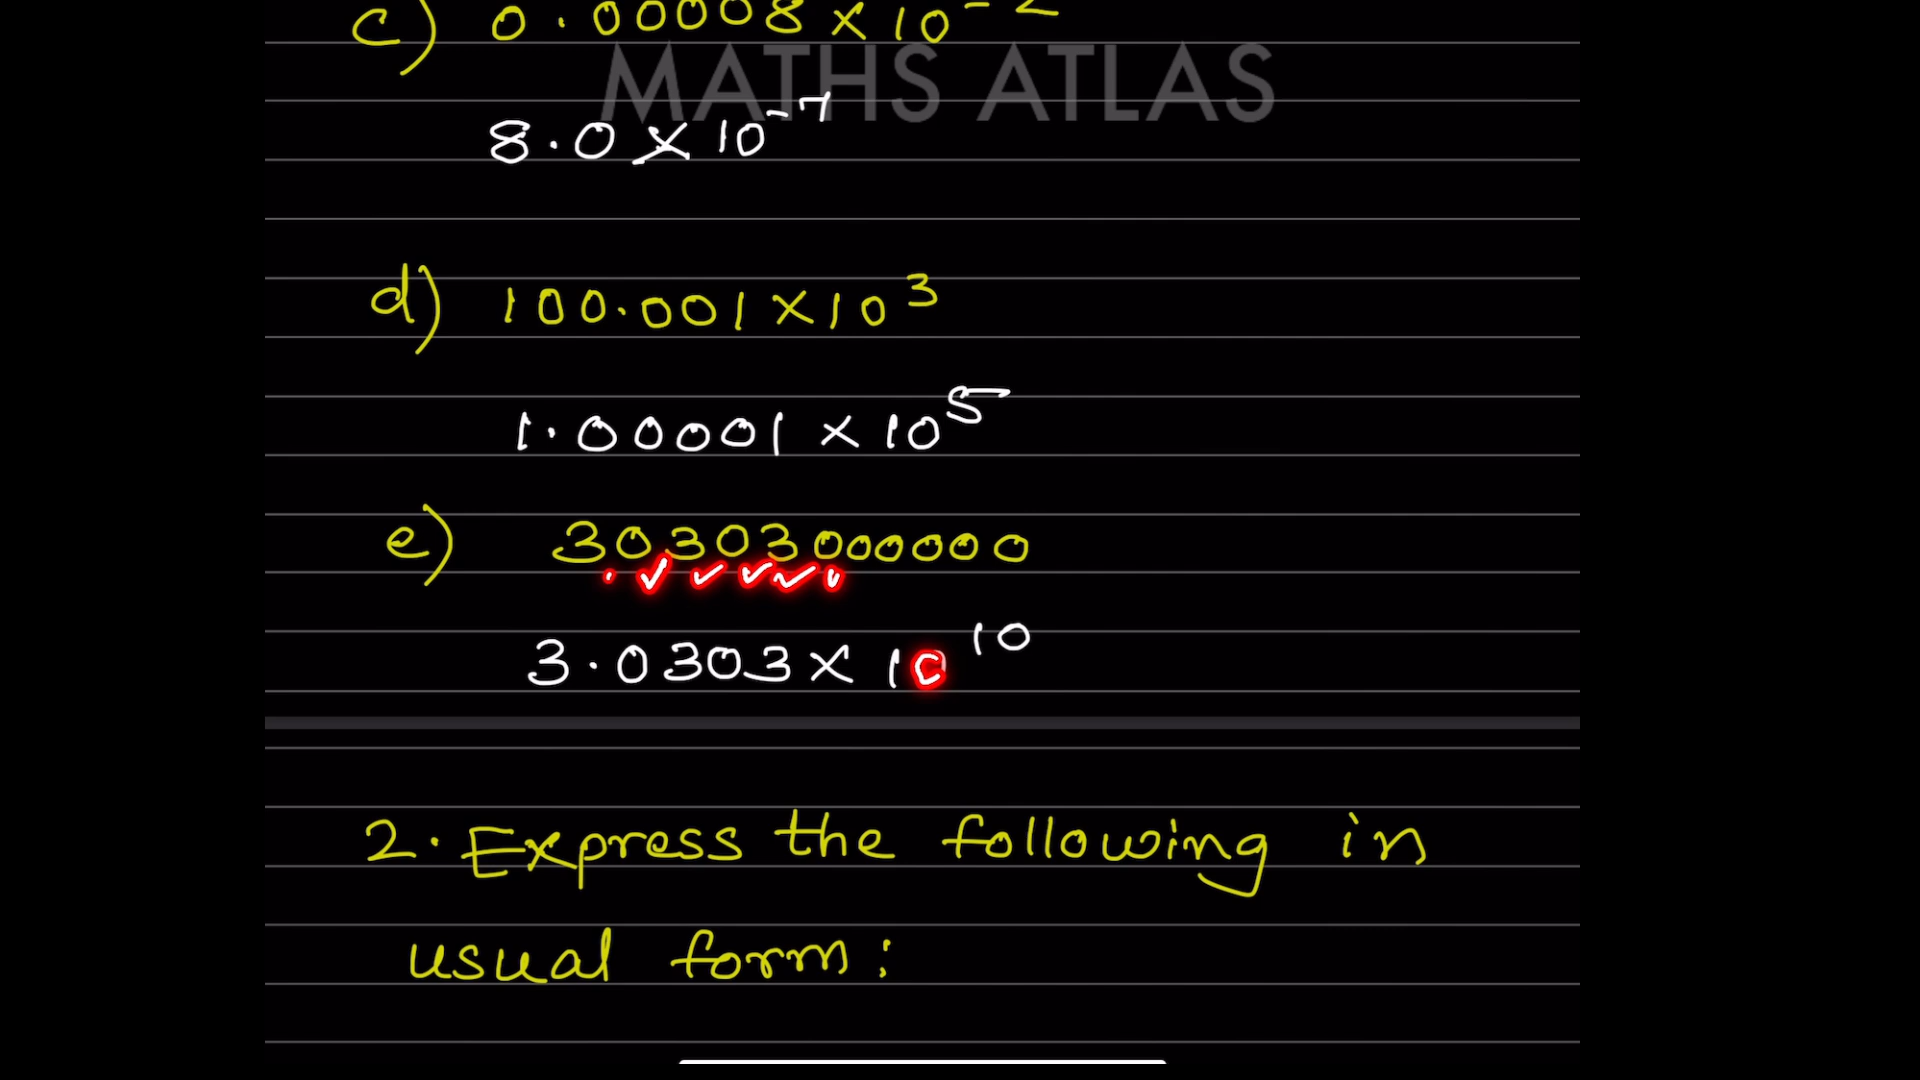 c) 0.00008 × 10⁻²
MATHS ATLAS
8.0 × 10⁻⁷
d) 100.001 × 10³
1.00001 × 10⁵
e) 30303000000
3.0303 × 10¹⁰
2. Express the following in
usual form: